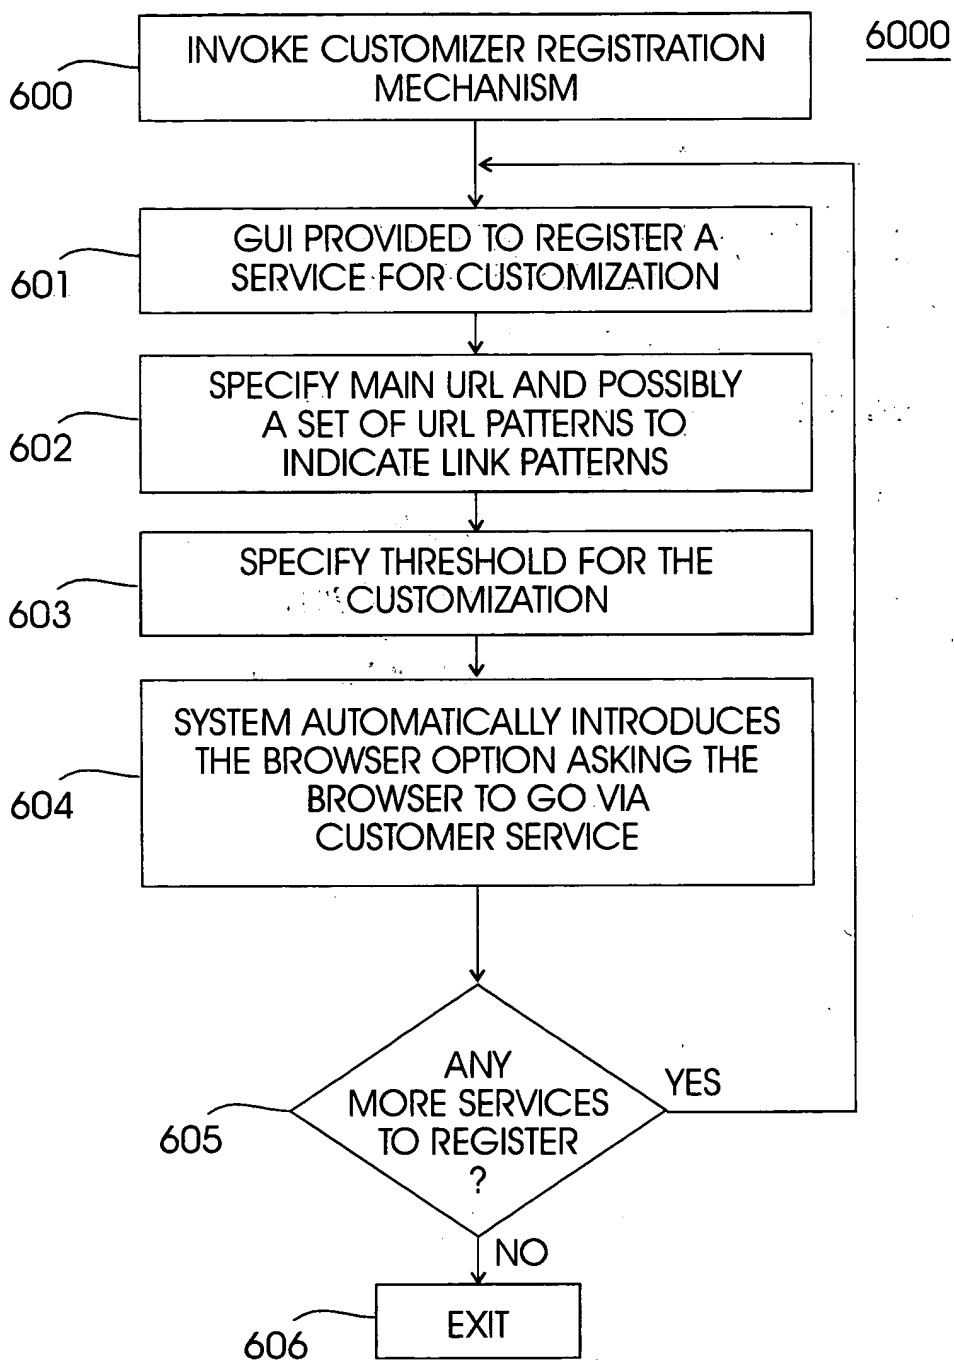 6000
INVOKE CUSTOMIZER REGISTRATION
MECHANISM
600
GUI PROVIDED TO REGISTER A
SERVICE FOR CUSTOMIZATION
601
SPECIFY MAIN URL AND POSSIBLY
A SET OF URL PATTERNS TO
INDICATE LINK PATTERNS
602
SPECIFY THRESHOLD FOR THE
CUSTOMIZATION
603
SYSTEM AUTOMATICALLY INTRODUCES
THE BROWSER OPTION ASKING THE
BROWSER TO GO VIA
CUSTOMER SERVICE
604
ANY
MORE SERVICES
TO REGISTER
?
605
YES
NO
EXIT
606